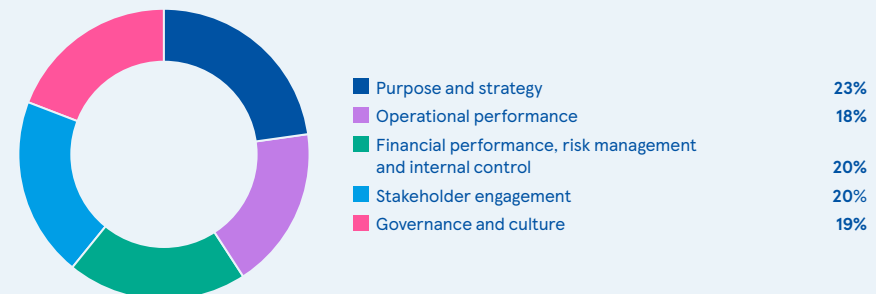 Purpose and strategy 23%
Operational performance 18%
Financial performance, risk management
and internal control 20%
Stakeholder engagement 20%
Governance and culture 19%